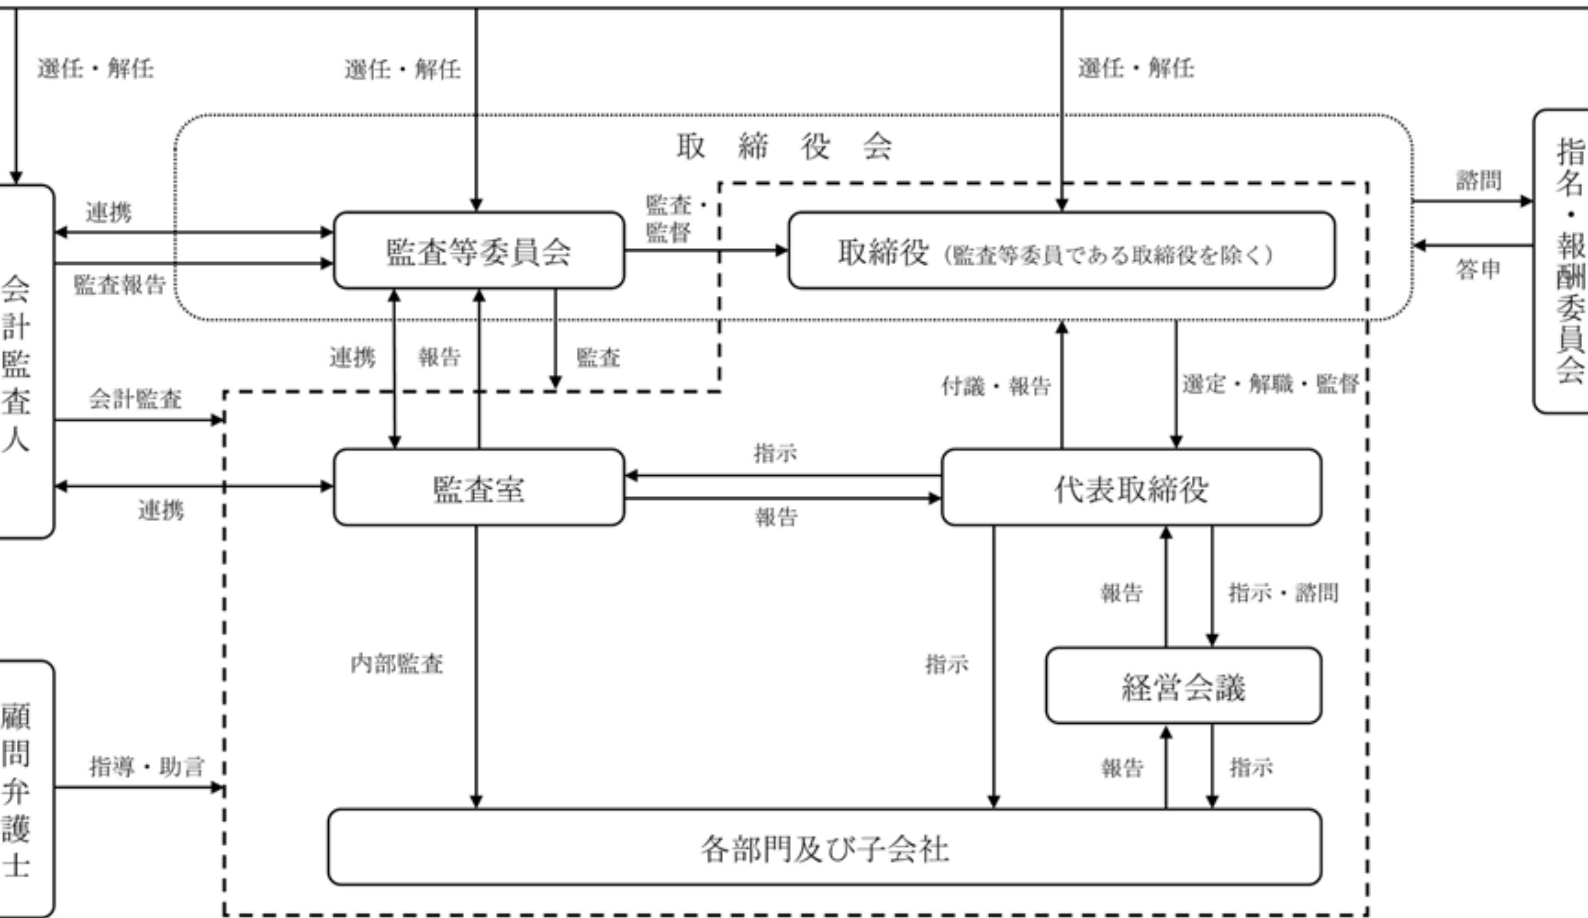 選任・解任
選任・解任
選任・解任
取締役会
指名・報酬委員会
諮問
答申
連携
監査報告
監査等委員会
監査・
監督
取締役（監査等委員である取締役を除く）
会計監査人
連携
報告
監査
付議・報告
選定・解職・監督
会計監査
監査室
指示
報告
代表取締役
連携
報告
指示・諮問
内部監査
指示
経営会議
顧問弁護士
指導・助言
報告
指示
各部門及び子会社